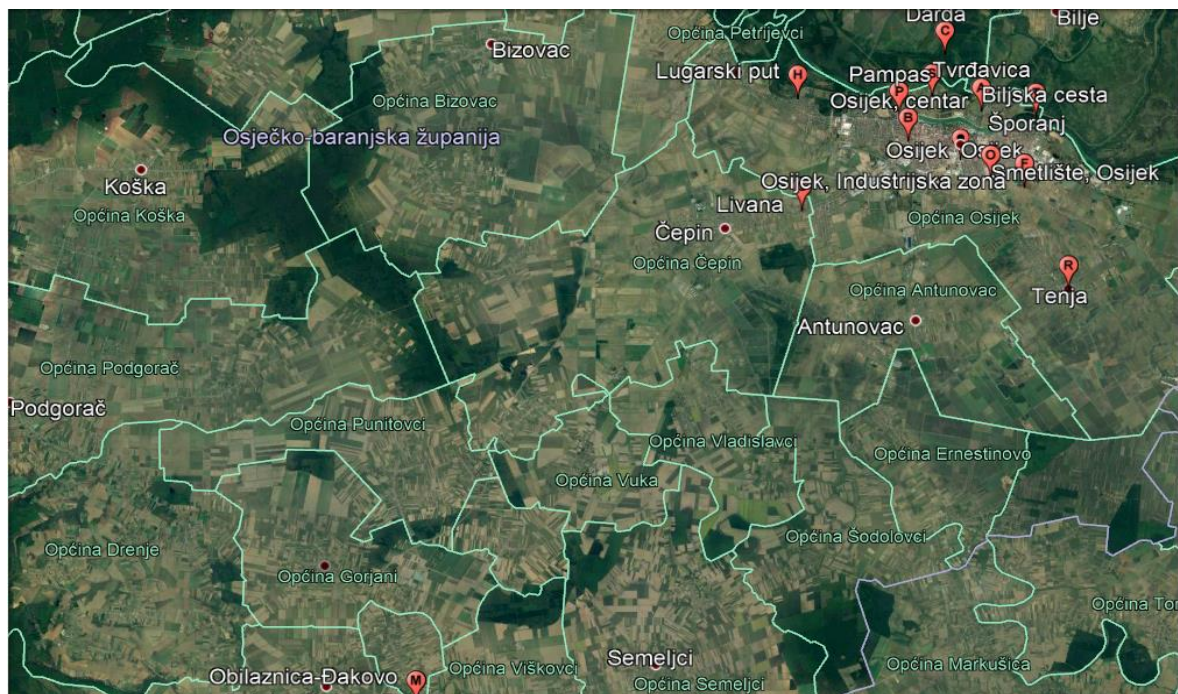 Darda
Bilje
C
Općina Petrijevci
Bizovac
Lugarski put
H
Pampas
Tvrđavica
S
P
Općina Bizovac
Osijek, centar
Biljska cesta
B
Osječko-baranjska županija
Šporanj
Osijek
Osijek
O
F
Koška
Osijek, Industrijska zona
Smetlište, Osijek
Općina Koška
Livana
Općina Osijek
Čepin
Općina Čepin
R
Općina Antunovac
Tenja
Antunovac
Općina Podgorač
Podgorač
Općina Punitovci
Općina Vladislavci
Općina Ernestinovo
Općina Vuka
Općina Šodolovci
Općina Drenje
Općina Gorjani
Općina Tor
Semeljci
Općina Markušica
Obilaznica-Đakovo
M
Općina Viškovci
Općina Semeljci